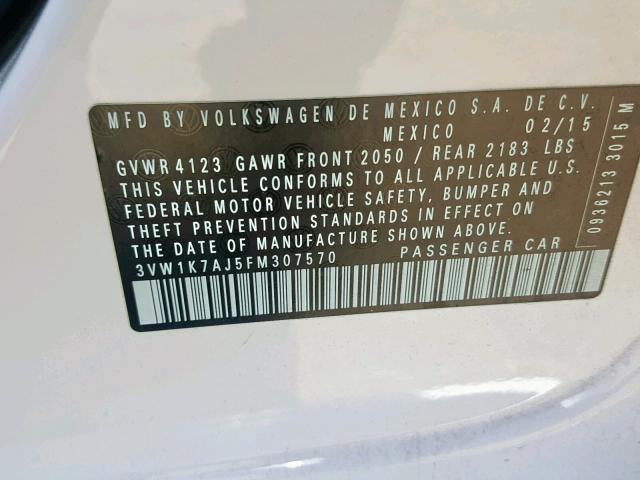 MFD BY VOLKSWAGEN DE MEXICO S.A. DE C.V.
MEXICO 02/15
GVWR 4123 GAWR FRONT 2050 / REAR 2183 LBS
THIS VEHICLE CONFORMS TO ALL APPLICABLE
FEDERAL MOTOR VEHICLE SAFETY, BUMPER AND
THEFT PREVENTION STANDARDS IN EFFECT ON
THE DATE OF MANUFACTURE SHOWN ABOVE.
3VW1K7AJ5FM307570 PASSENGER CAR
0936213 3015 M